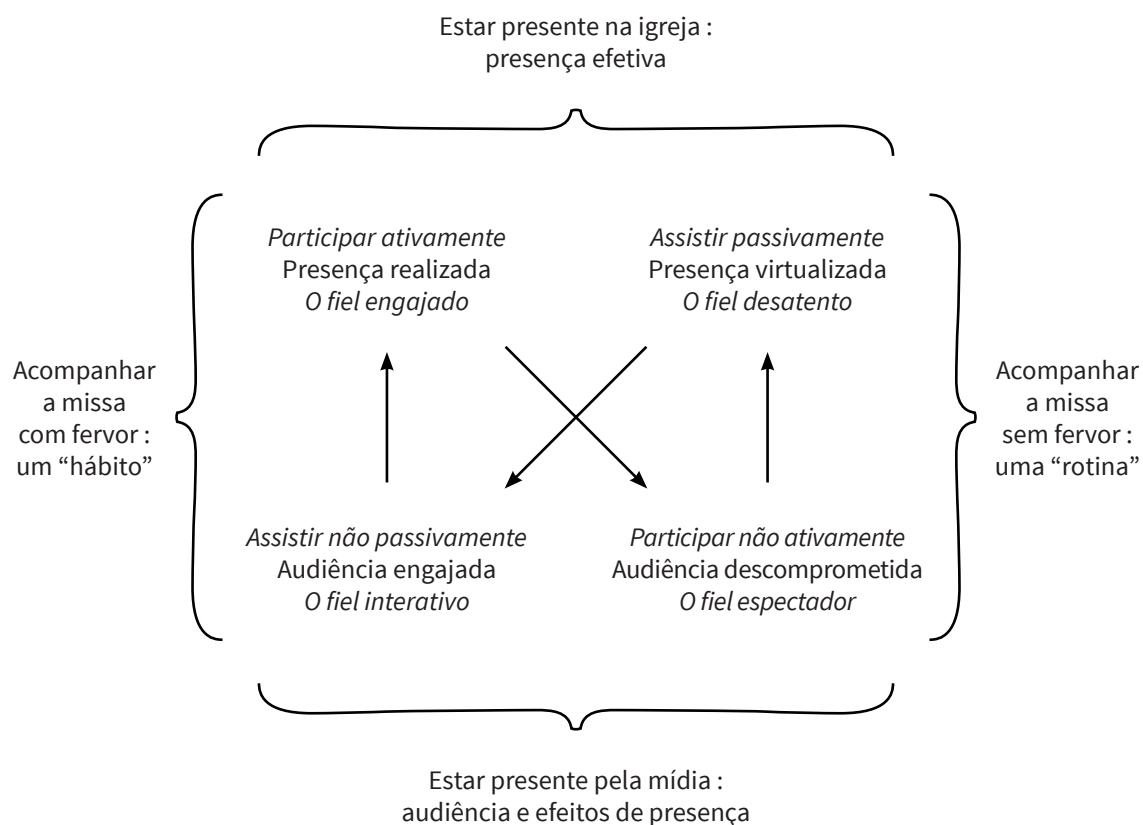 Estar presente na igreja :
presença efetiva
Participar ativamente
Presença realizada
O fiel engajado
Assistir passivamente
Presença virtualizada
O fiel desatento
Acompanhar
a missa
com fervor :
um “hábito”
Acompanhar
a missa
sem fervor :
uma “rotina”
Assistir não passivamente
Audiência engajada
O fiel interativo
Participar não ativamente
Audiência descomprometida
O fiel espectador
Estar presente pela mídia :
audiência e efeitos de presença